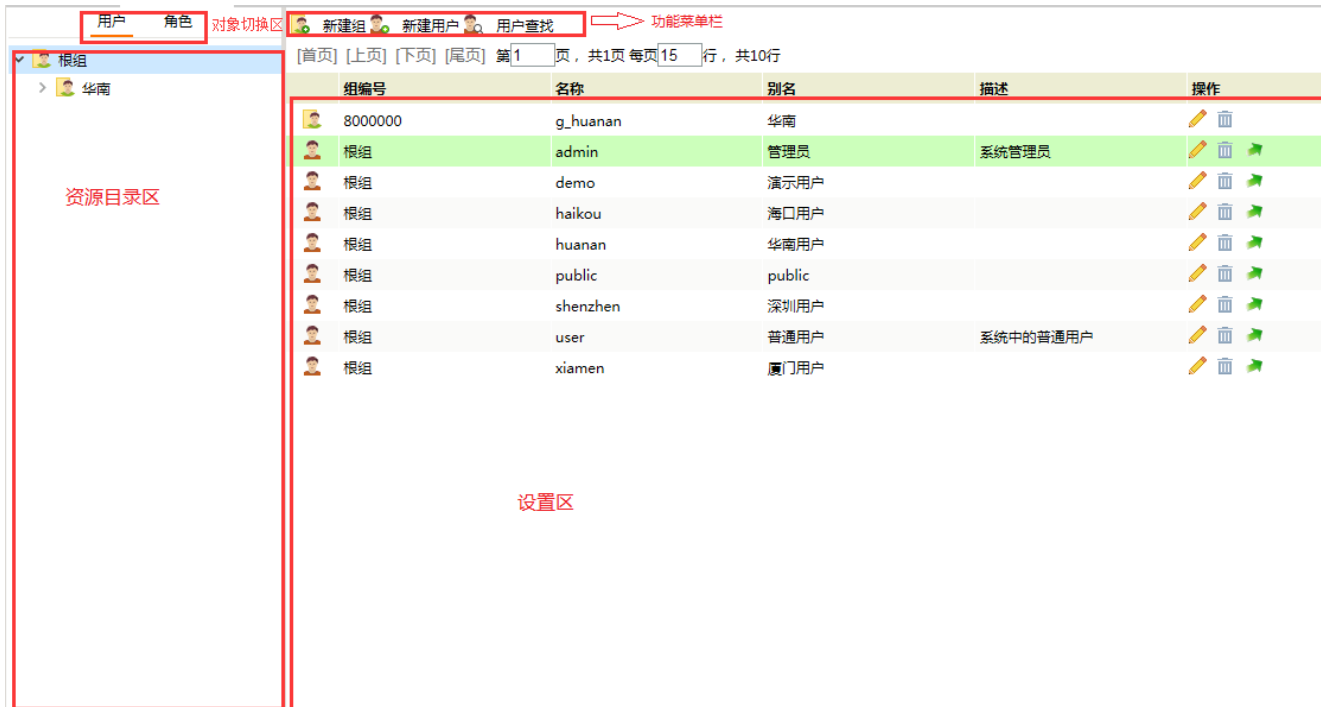 用户 角色 对象切换区 新建组 新建用户 用户查找 功能菜单栏
[首页] [上页] [下页] [尾页] 第1 页，共1页 每页15 行，共10行
根组
华南
资源目录区
组编号 名称 别名 描述 操作
8000000 g_huanan 华南
根组 admin 管理员 系统管理员
根组 demo 演示用户
根组 haikou 海口用户
根组 huanan 华南用户
根组 public public
根组 shenzhen 深圳用户
根组 user 普通用户 系统中的普通用户
根组 xiamen 厦门用户
设置区